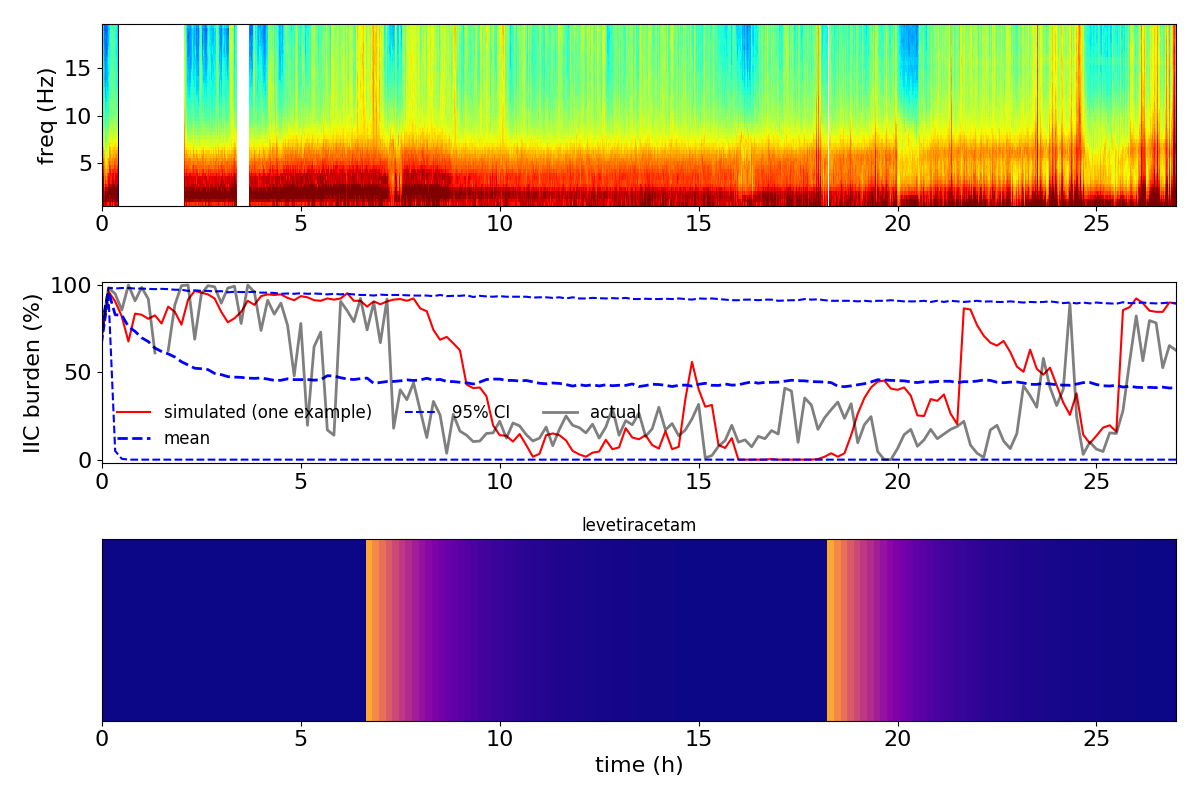 freq (Hz)
15
10
5
0 5 10 15 20 25
IIC burden (%)
100
50
0
simulated (one example) 95% CI actual
mean
0 5 10 15 20 25
levetiracetam
0 5 10 15 20 25
time (h)